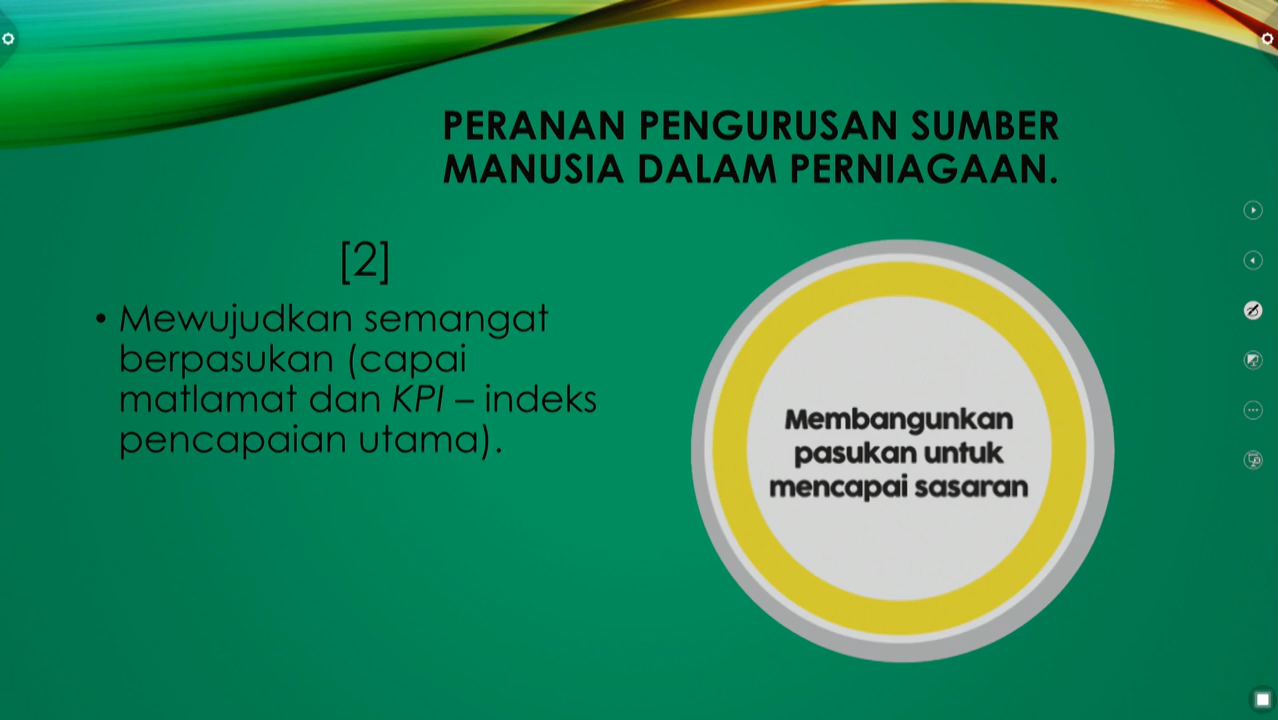 PERANAN PENGURUSAN SUMBER
MANUSIA DALAM PERNIAGAAN.
[2]
• Mewujudkan semangat
berpasukan (capai
matlamat dan KPI – indeks
pencapaian utama).
Membangunkan
pasukan untuk
mencapai sasaran